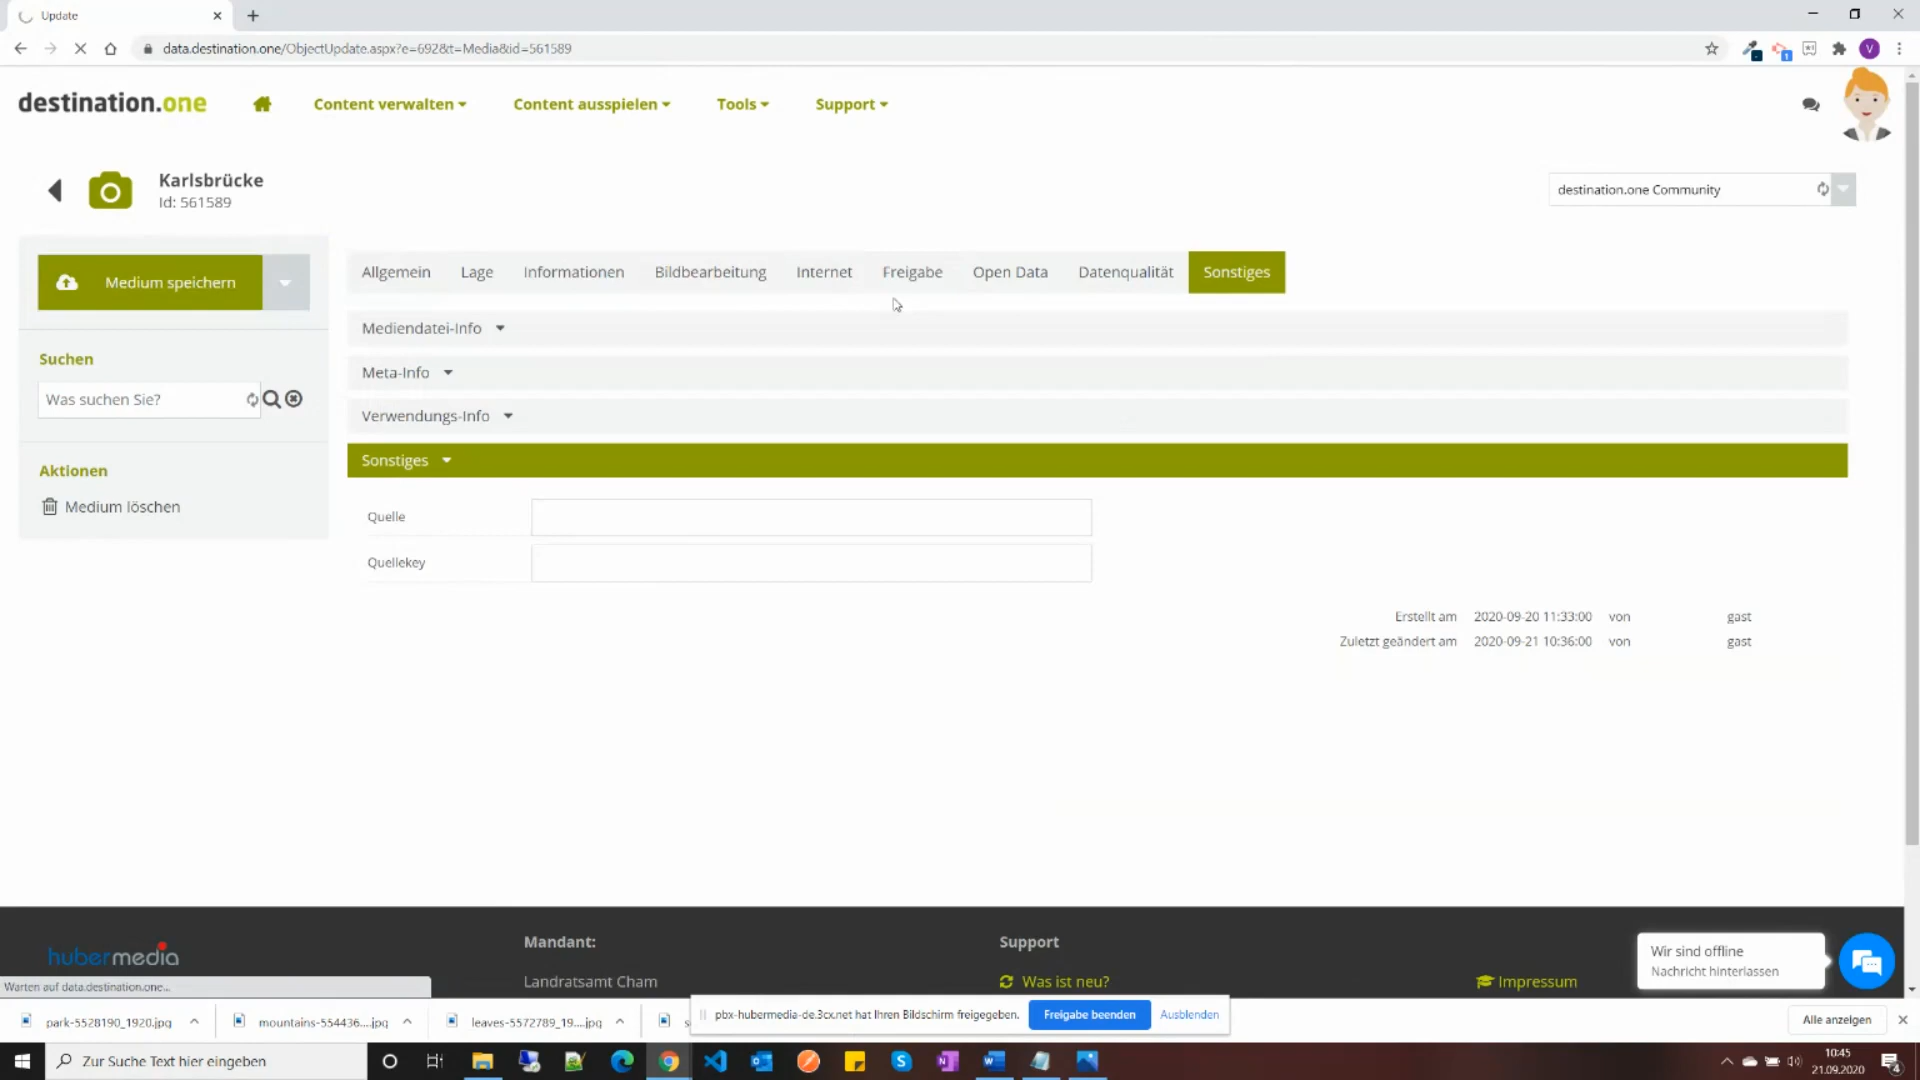 Update
data.destination.one/ObjectUpdate.aspx?e=692&t=Media&id=561589
V
destination.one
Content verwalten
Content ausspielen
Tools
Support
Karlsbrücke
Id: 561589
destination.one Community
Medium speichern
Allgemein
Lage
Informationen
Bildbearbeitung
Internet
Freigabe
Open Data
Datenqualität
Sonstiges
Mediendatei-Info
Suchen
Meta-Info
Was suchen Sie?
Verwendungs-Info
Sonstiges
Aktionen
Medium löschen
Quelle
Quellekey
Erstellt am 2020-09-20 11:33:00 von gast
Zuletzt geändert am 2020-09-21 10:36:00 von gast
Mandant:
Support
hubermedia
Landratsamt Cham
Was ist neu?
Impressum
Wir sind offline
Nachricht hinterlassen
Warten auf data.destination.one...
park-5528190_1920.jpg
mountains-554436....jpg
leaves-5572789_19....jpg
pbx-hubermedia-de.3cx.net hat Ihren Bildschirm freigegeben.
Freigabe beenden
Ausblenden
Alle anzeigen
Zur Suche Text hier eingeben
10:45
21.09.2020
4